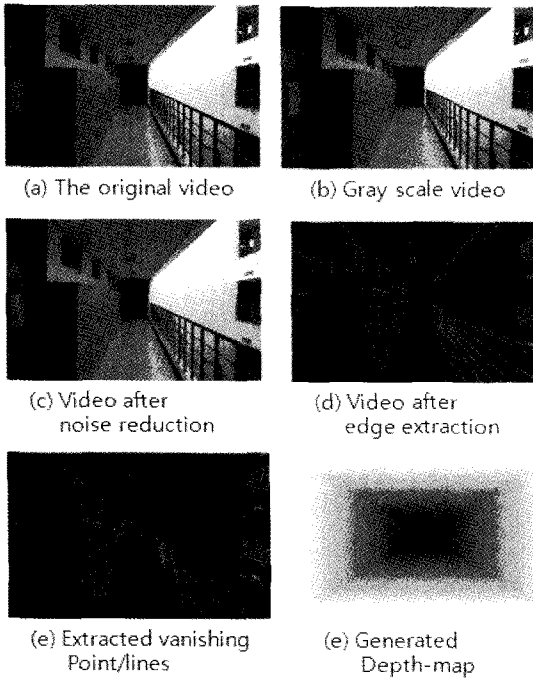 (a) The original video
(b) Gray scale video
(c) Video after
noise reduction
(d) Video after
edge extraction
(e) Extracted vanishing
Point/lines
(e) Generated
Depth-map